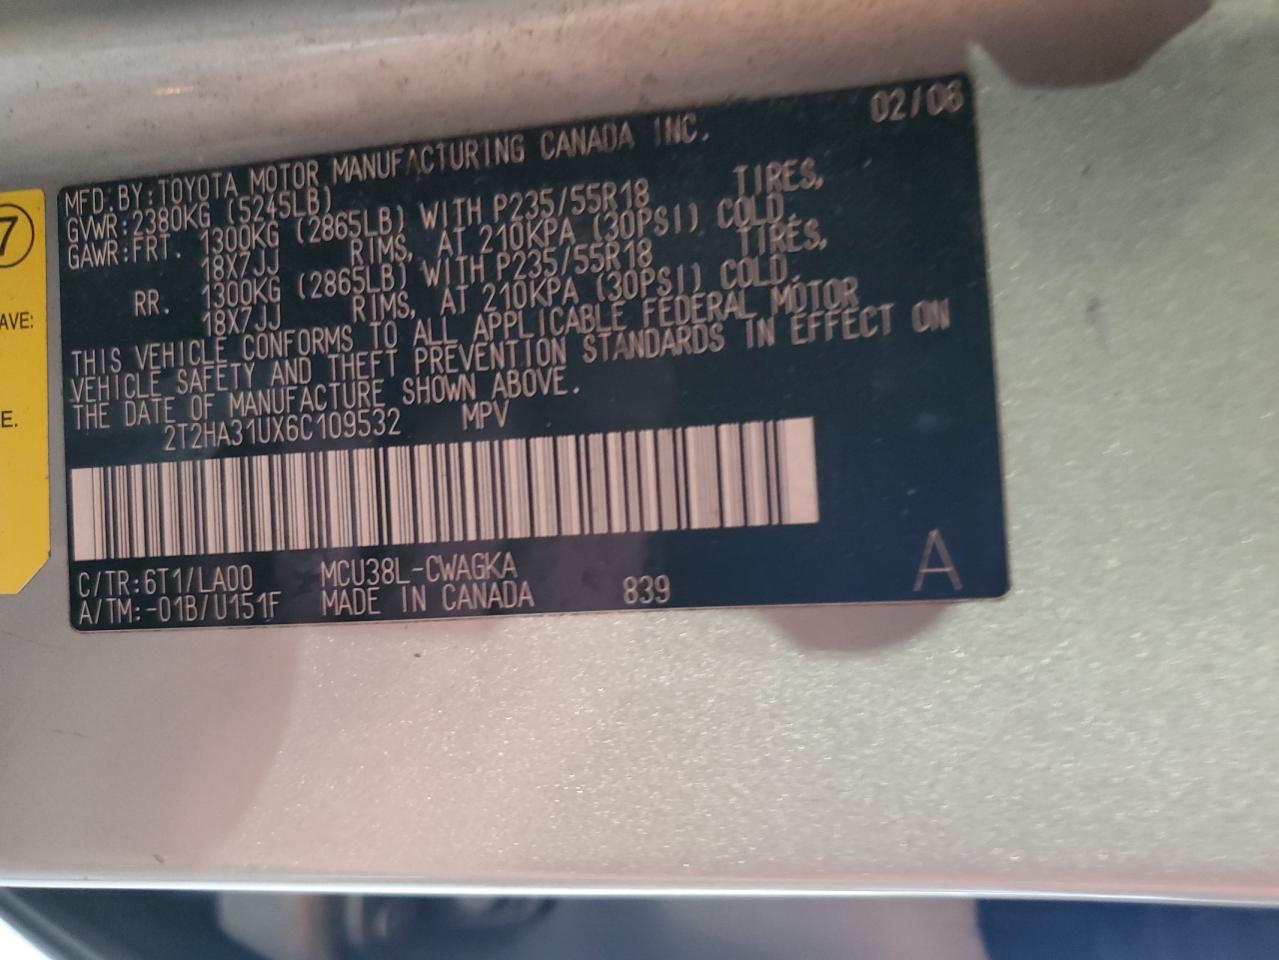 MFD. BY: TOYOTA MOTOR MANUFACTURING CANADA INC. 02/06
GVWR: 2380KG (5245LB)
GAWR: FRT. 1300KG (2865LB) WITH P235/55R18 TIRES,
18X7JJ RIMS, AT 210KPA (30PSI) COLD.
RR. 1300KG (2865LB) WITH P235/55R18 TIRES,
18X7JJ RIMS, AT 210KPA (30PSI) COLD.
THIS VEHICLE CONFORMS TO ALL APPLICABLE FEDERAL MOTOR
VEHICLE SAFETY AND THEFT PREVENTION STANDARDS IN EFFECT ON
THE DATE OF MANUFACTURE SHOWN ABOVE.
2T2HA31UX6C109532 MPV
C/TR: 6T1/LA00 MCU38L-CWAGKA
A/TM: -01B/U151F MADE IN CANADA 839 A
7
AVE:
E.